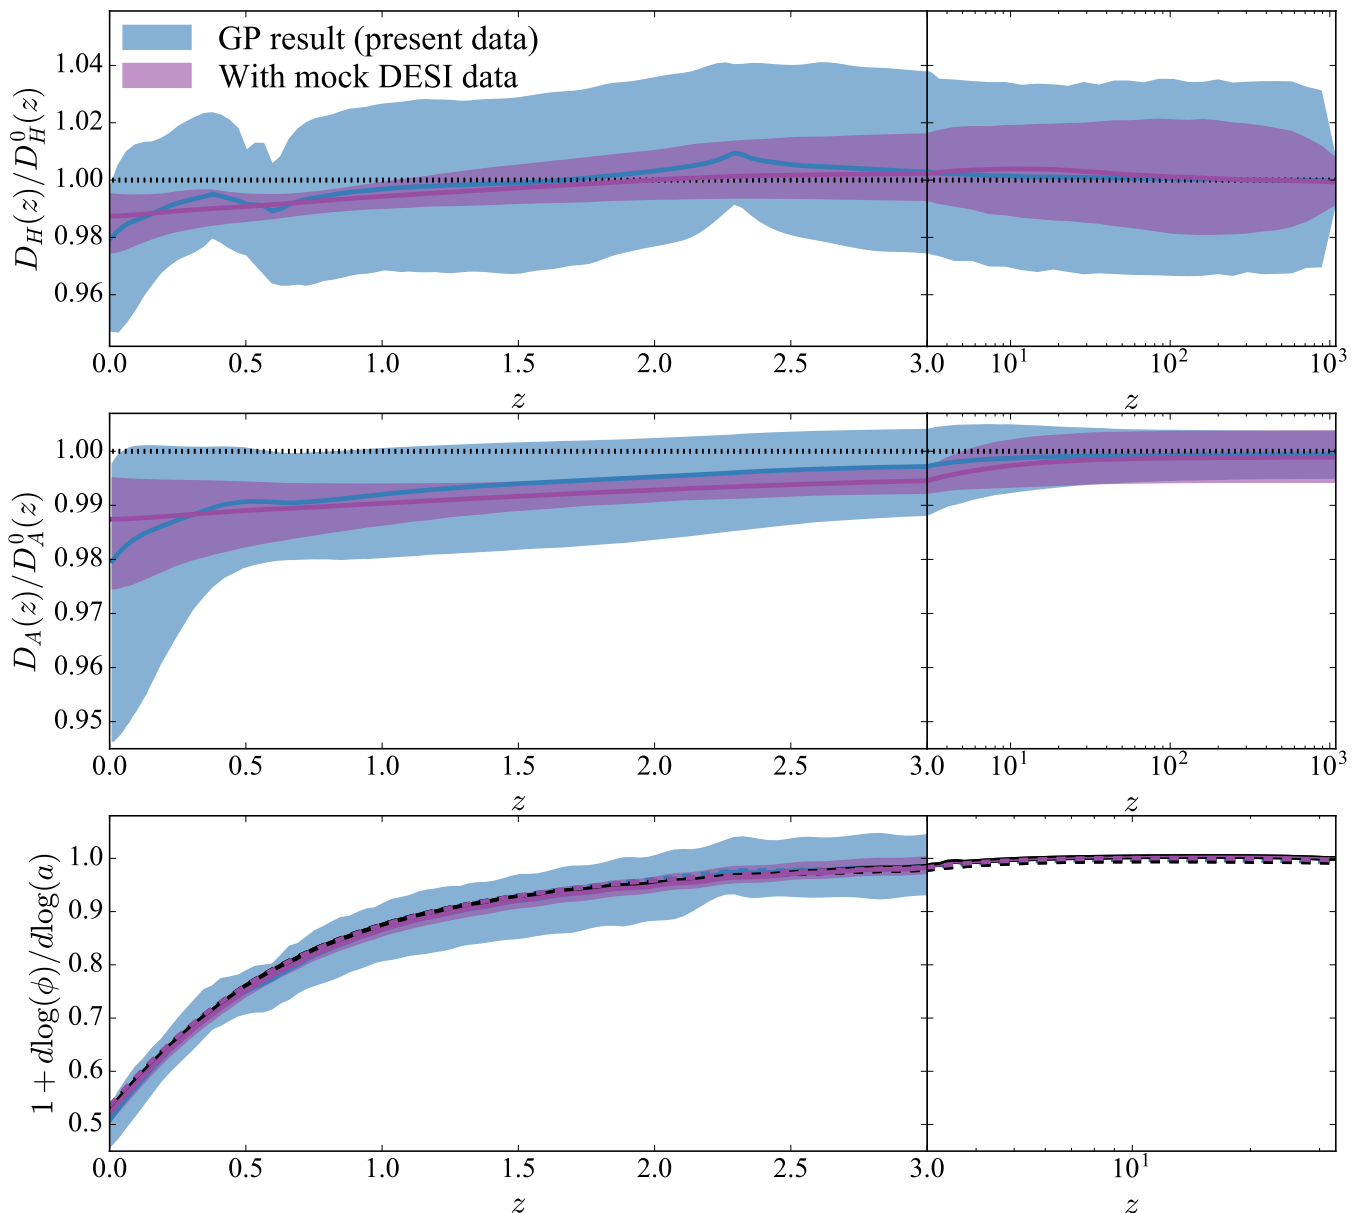 GP result (present data)
With mock DESI data
D_H(z)/D_H^0(z)
1.04
1.02
1.00
0.98
0.96
0.0 0.5 1.0 1.5 2.0 2.5 3.0 10^1 10^2 10^3
z z
D_A(z)/D_A^0(z)
1.00
0.99
0.98
0.97
0.96
0.95
0.0 0.5 1.0 1.5 2.0 2.5 3.0 10^1 10^2 10^3
z z
1 + dlog(ϕ)/dlog(a)
1.0
0.9
0.8
0.7
0.6
0.5
0.0 0.5 1.0 1.5 2.0 2.5 3.0 10^1
z z